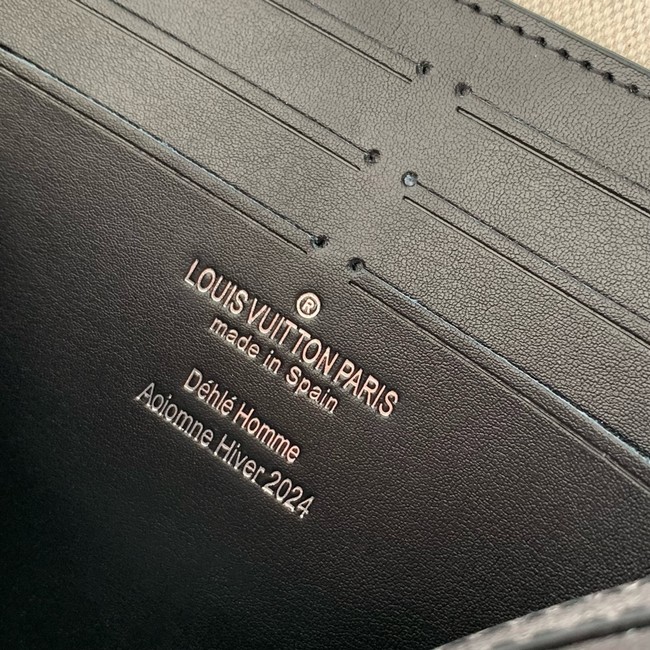 ®
LOUIS VUITTON PARIS
made in Spain
Déhlé Homme
Aoiomne Hiver 2024